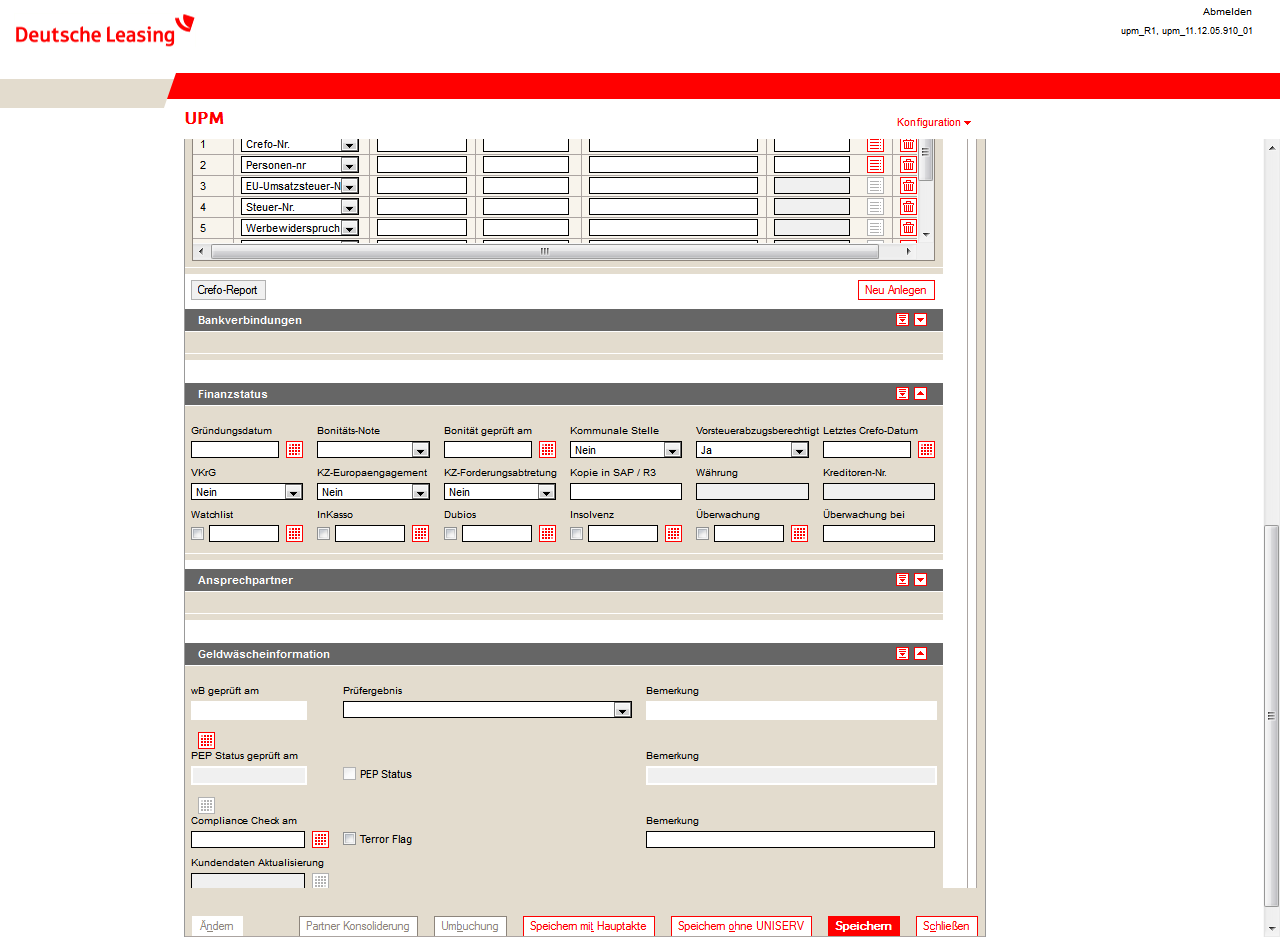 Deutsche Leasing
Abmelden
upm_R1, upm_11.12.05.910_01
UPM
Konfiguration
1 Crefo-Nr.
2 Personen-nr
3 EU-Umsatzsteuer-N
4 Steuer-Nr.
5 Werbewiderspruch
Crefo-Report Neu Anlegen
Bankverbindungen
Finanzstatus
Gründungsdatum Bonitäts-Note Bonität geprüft am Kommunale Stelle Vorsteuerabzugsberechtigt Letztes Crefo-Datum
Nein Ja
VKrG KZ-Europaengagement KZ-Forderungsabtretung Kopie in SAP / R3 Währung Kreditoren-Nr.
Nein Nein Nein
Watchlist InKasso Dubios Insolvenz Überwachung Überwachung bei
Ansprechpartner
Geldwäscheinformation
wB geprüft am Prüfergebnis Bemerkung
PEP Status geprüft am Bemerkung
PEP Status
Compliance Check am Bemerkung
Terror Flag
Kundendaten Aktualisierung
Ändern Partner Konsolidierung Umbuchung Speichern mit Hauptakte Speichern ohne UNISERV Speichern Schließen